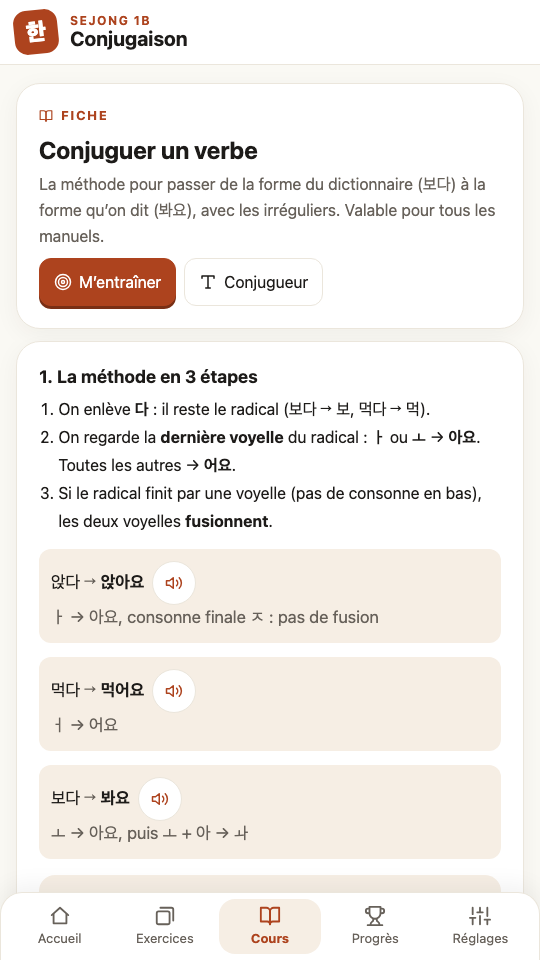 한
SEJONG 1B
Conjugaison
FICHE
Conjuguer un verbe
La méthode pour passer de la forme du dictionnaire (보다) à la
forme qu’on dit (봐요), avec les irréguliers. Valable pour tous les
manuels.
M’entraîner
Conjugueur
1. La méthode en 3 étapes
1. On enlève 다 : il reste le radical (보다 → 보, 먹다 → 먹).
2. On regarde la dernière voyelle du radical : ㅏ ou ㅗ → 아요.
Toutes les autres → 어요.
3. Si le radical finit par une voyelle (pas de consonne en bas),
les deux voyelles fusionnent.
앉다 → 앉아요
ㅏ → 아요, consonne finale ㅈ : pas de fusion
먹다 → 먹어요
ㅓ → 어요
보다 → 봐요
ㅗ → 아요, puis ㅗ + 아 → ㅘ
Accueil
Exercices
Cours
Progrès
Réglages